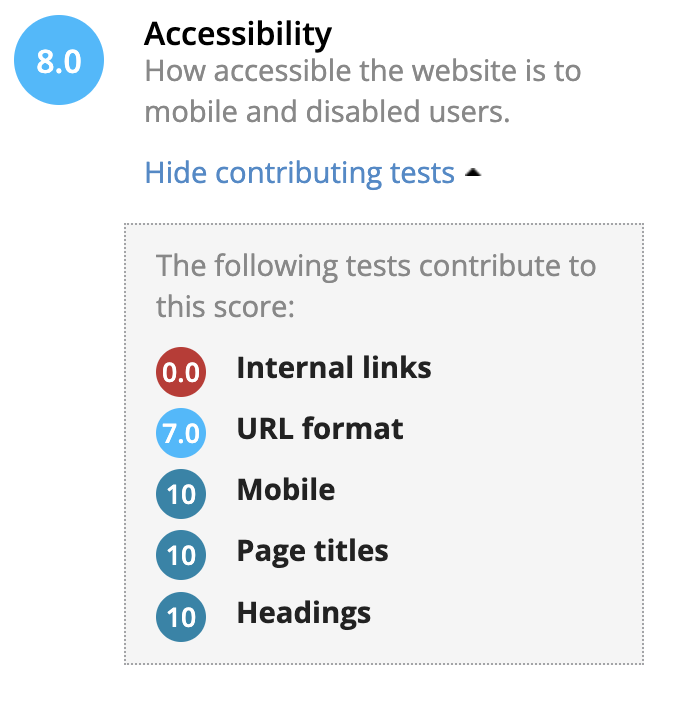 8.0
Accessibility
How accessible the website is to
mobile and disabled users.
Hide contributing tests
The following tests contribute to
this score:
0.0 Internal links
7.0 URL format
10 Mobile
10 Page titles
10 Headings